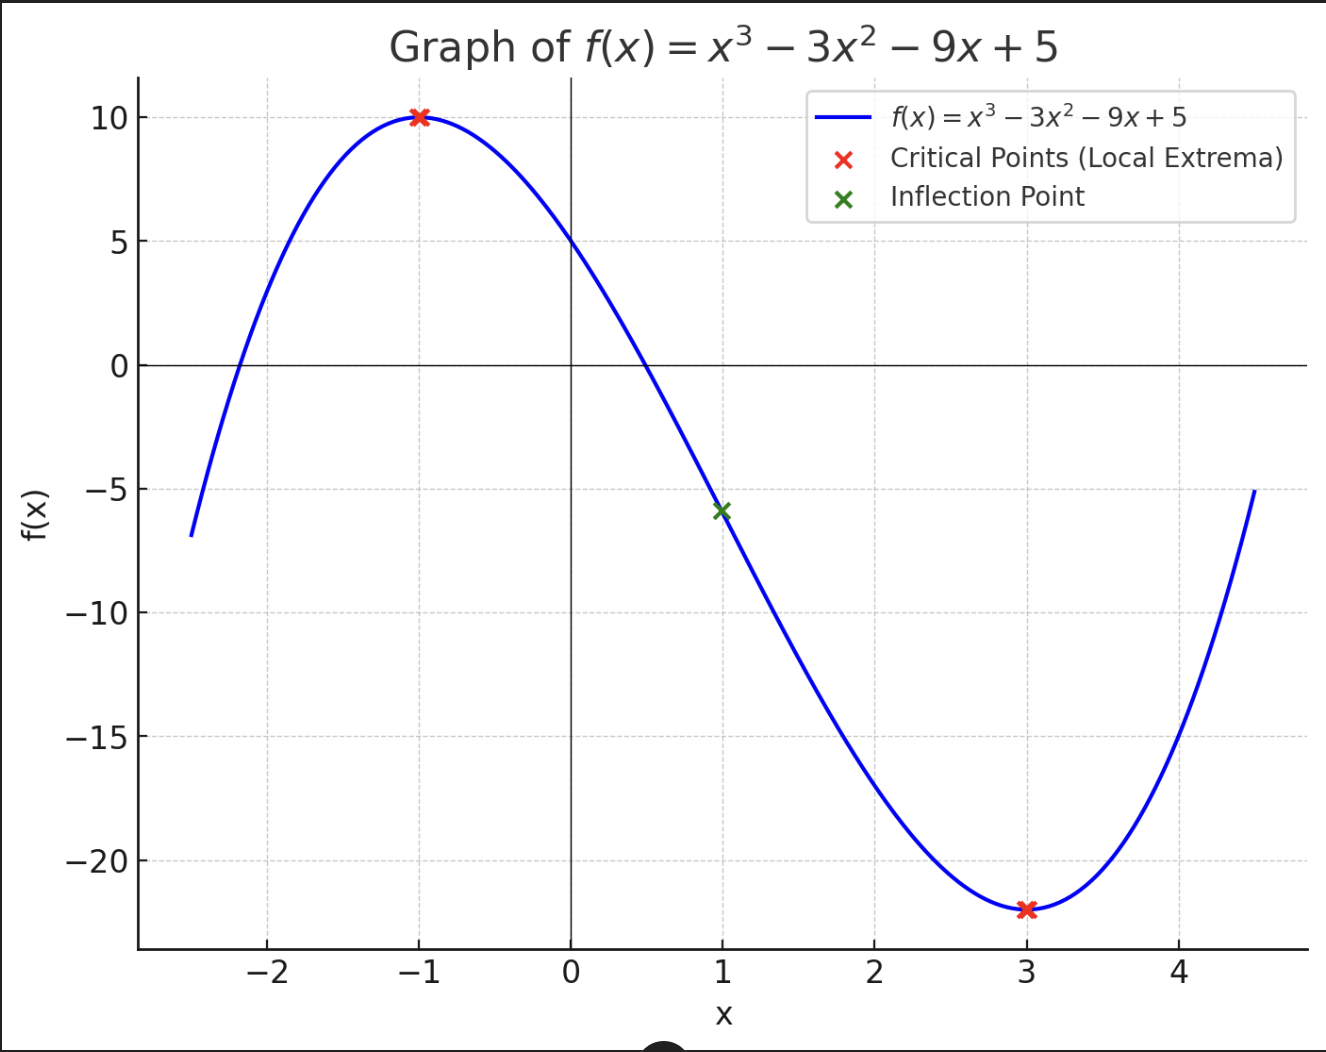 Graph of f(x) = x³ − 3x² − 9x + 5
f(x) = x³ − 3x² − 9x + 5
Critical Points (Local Extrema)
Inflection Point
10
5
0
−5
−10
−15
−20
f(x)
−2 −1 0 1 2 3 4
x